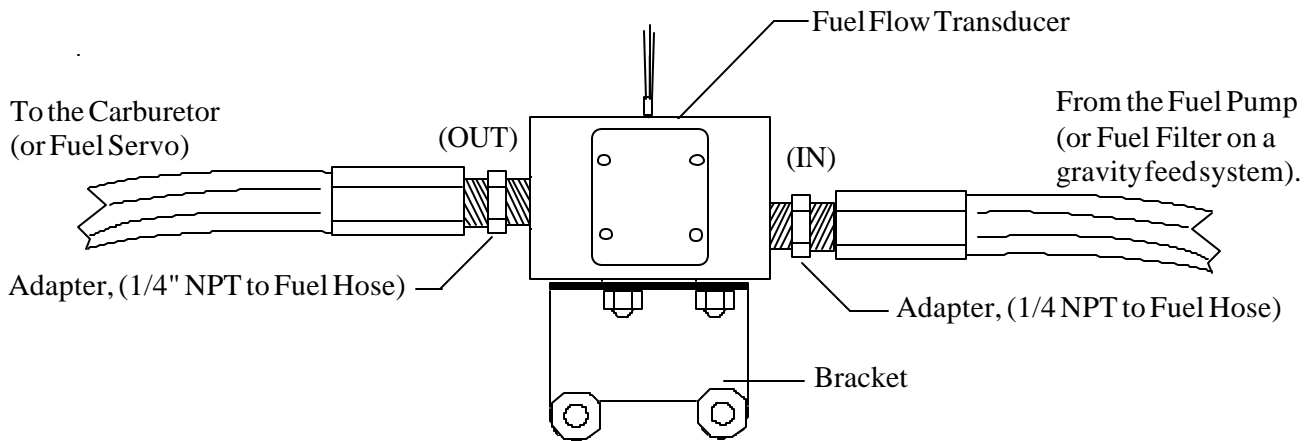 Fuel Flow Transducer
To the Carburetor
(or Fuel Servo)
(OUT)
(IN)
From the Fuel Pump
(or Fuel Filter on a
gravity feed system).
Adapter, (1/4" NPT to Fuel Hose)
Adapter, (1/4 NPT to Fuel Hose)
Bracket